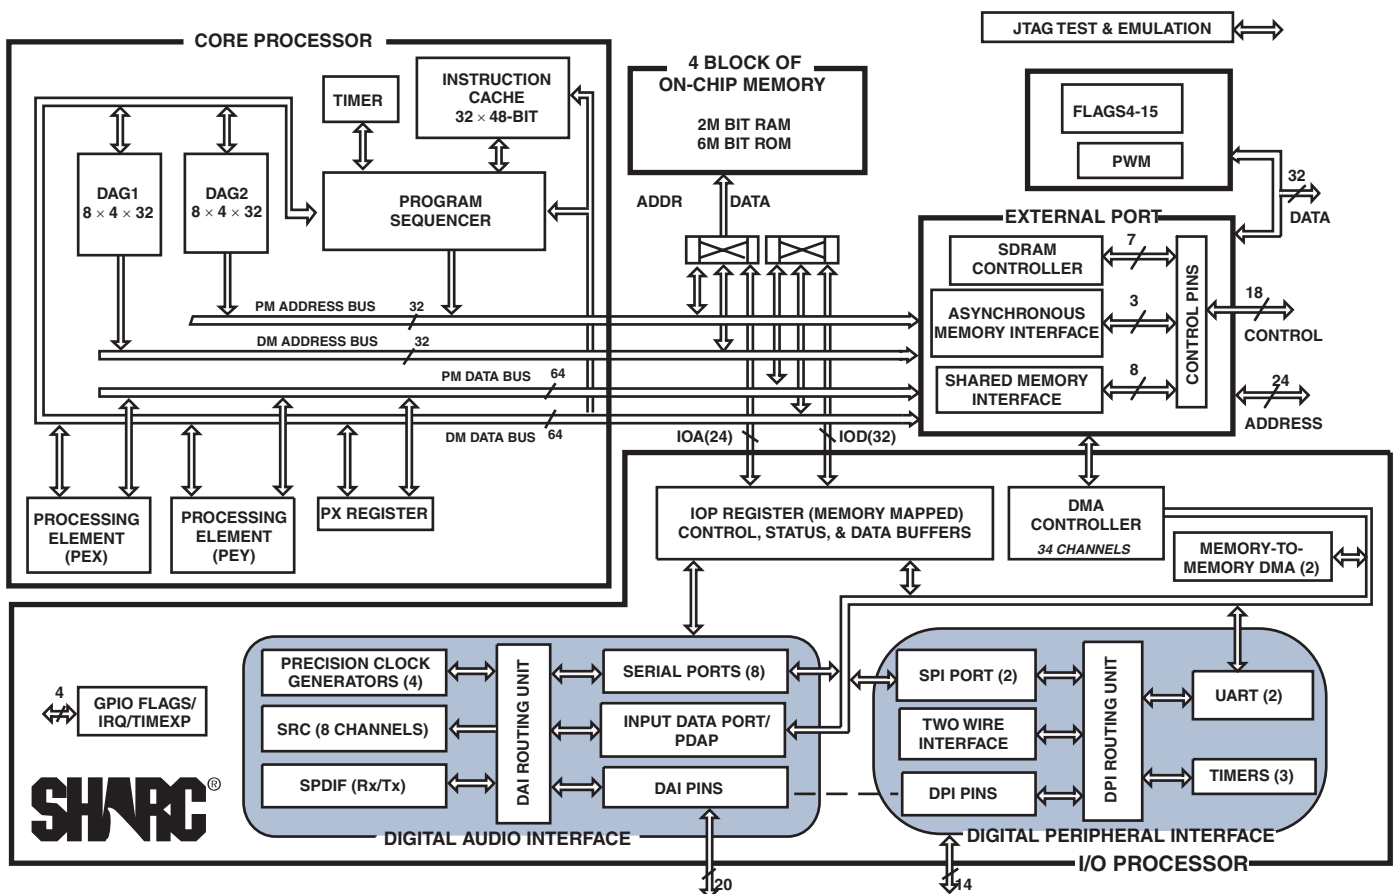 CORE PROCESSOR
TIMER
INSTRUCTION
CACHE
32 × 48-BIT
DAG1
8 × 4 × 32
DAG2
8 × 4 × 32
PROGRAM
SEQUENCER
PM ADDRESS BUS
32
DM ADDRESS BUS
32
PM DATA BUS
64
DM DATA BUS
64
PROCESSING
ELEMENT
(PEX)
PROCESSING
ELEMENT
(PEY)
PX REGISTER
4 BLOCK OF
ON-CHIP MEMORY
2M BIT RAM
6M BIT ROM
ADDR
DATA
IOA(24)
IOD(32)
JTAG TEST & EMULATION
FLAGS4-15
PWM
32
DATA
EXTERNAL PORT
SDRAM
CONTROLLER
7
ASYNCHRONOUS
MEMORY INTERFACE
3
SHARED MEMORY
INTERFACE
8
CONTROL PINS
18
CONTROL
24
ADDRESS
IOP REGISTER (MEMORY MAPPED)
CONTROL, STATUS, & DATA BUFFERS
DMA
CONTROLLER
34 CHANNELS
MEMORY-TO-
MEMORY DMA (2)
4
GPIO FLAGS/
IRQ/TIMEXP
PRECISION CLOCK
GENERATORS (4)
SRC (8 CHANNELS)
SPDIF (Rx/Tx)
DAI ROUTING UNIT
SERIAL PORTS (8)
INPUT DATA PORT/
PDAP
DAI PINS
DIGITAL AUDIO INTERFACE
20
SPI PORT (2)
TWO WIRE
INTERFACE
DPI PINS
DPI ROUTING UNIT
UART (2)
TIMERS (3)
DIGITAL PERIPHERAL INTERFACE
14
I/O PROCESSOR
SHARC®